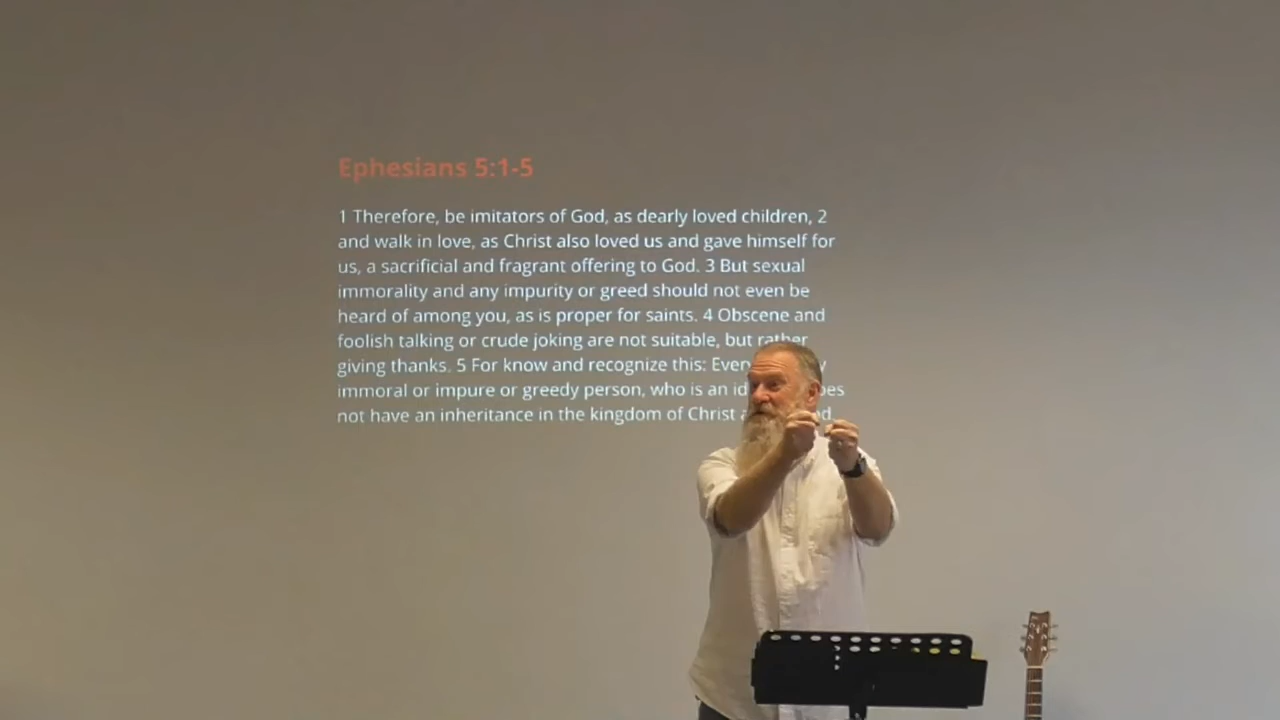 Ephesians 5:1-5
1 Therefore, be imitators of God, as dearly loved children, 2
and walk in love, as Christ also loved us and gave himself for
us, a sacrificial and fragrant offering to God. 3 But sexual
immorality and any impurity or greed should not even be
heard of among you, as is proper for saints. 4 Obscene and
foolish talking or crude joking are not suitable, but rather
giving thanks. 5 For know and recognize this:
immoral or impure or greedy person, who is an
not have an inheritance in the kingdom of Christ